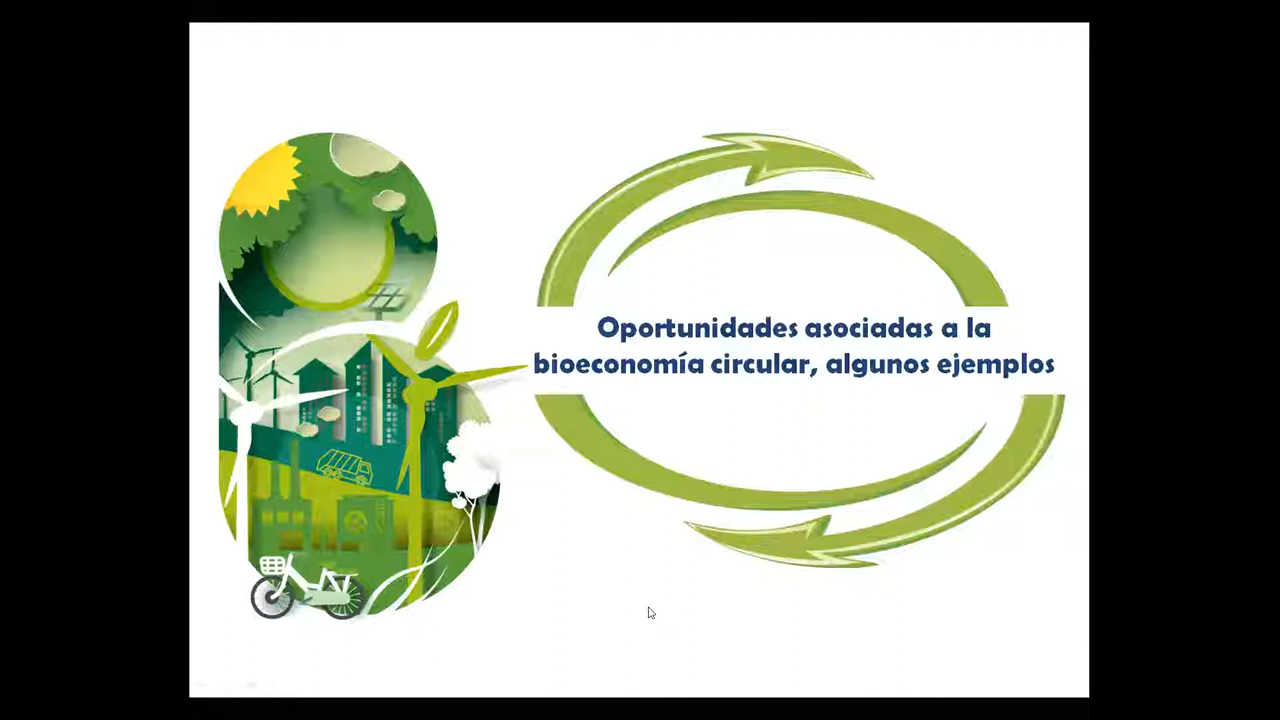 Oportunidades asociadas a la
bioeconomía circular, algunos ejemplos